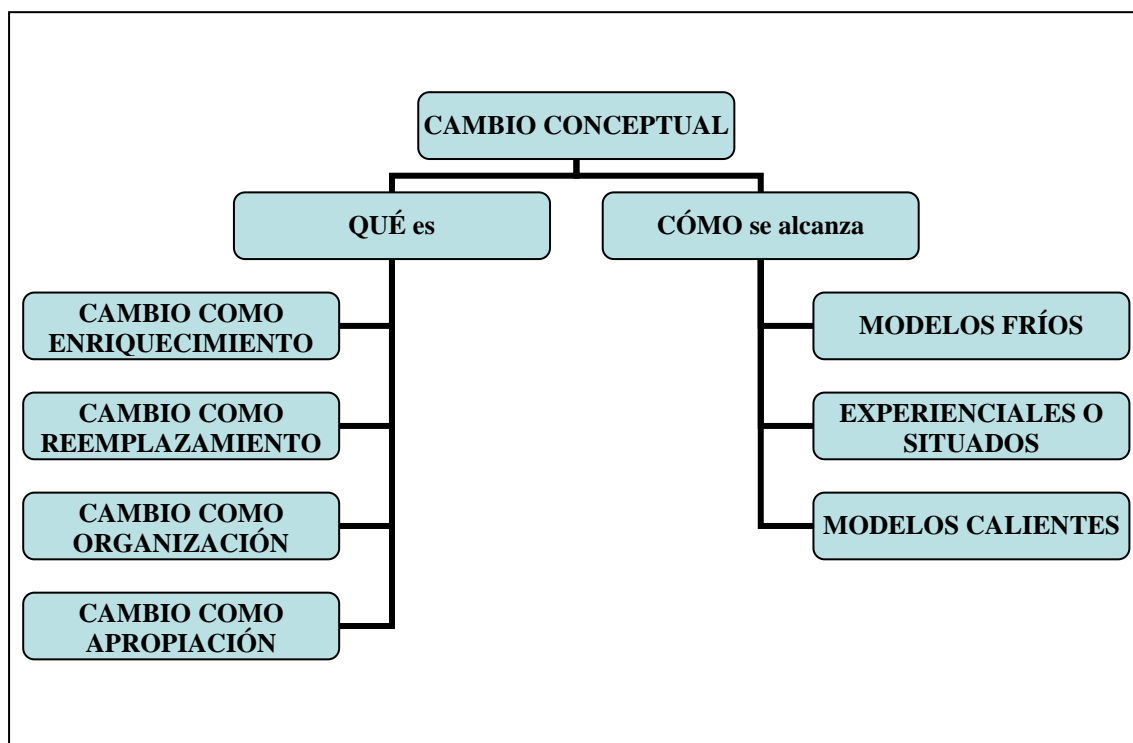 CAMBIO CONCEPTUAL
QUÉ es
CÓMO se alcanza
CAMBIO COMO
ENRIQUECIMIENTO
CAMBIO COMO
REEMPLAZAMIENTO
CAMBIO COMO
ORGANIZACIÓN
CAMBIO COMO
APROPIACIÓN
MODELOS FRÍOS
EXPERIENCIALES O
SITUADOS
MODELOS CALIENTES